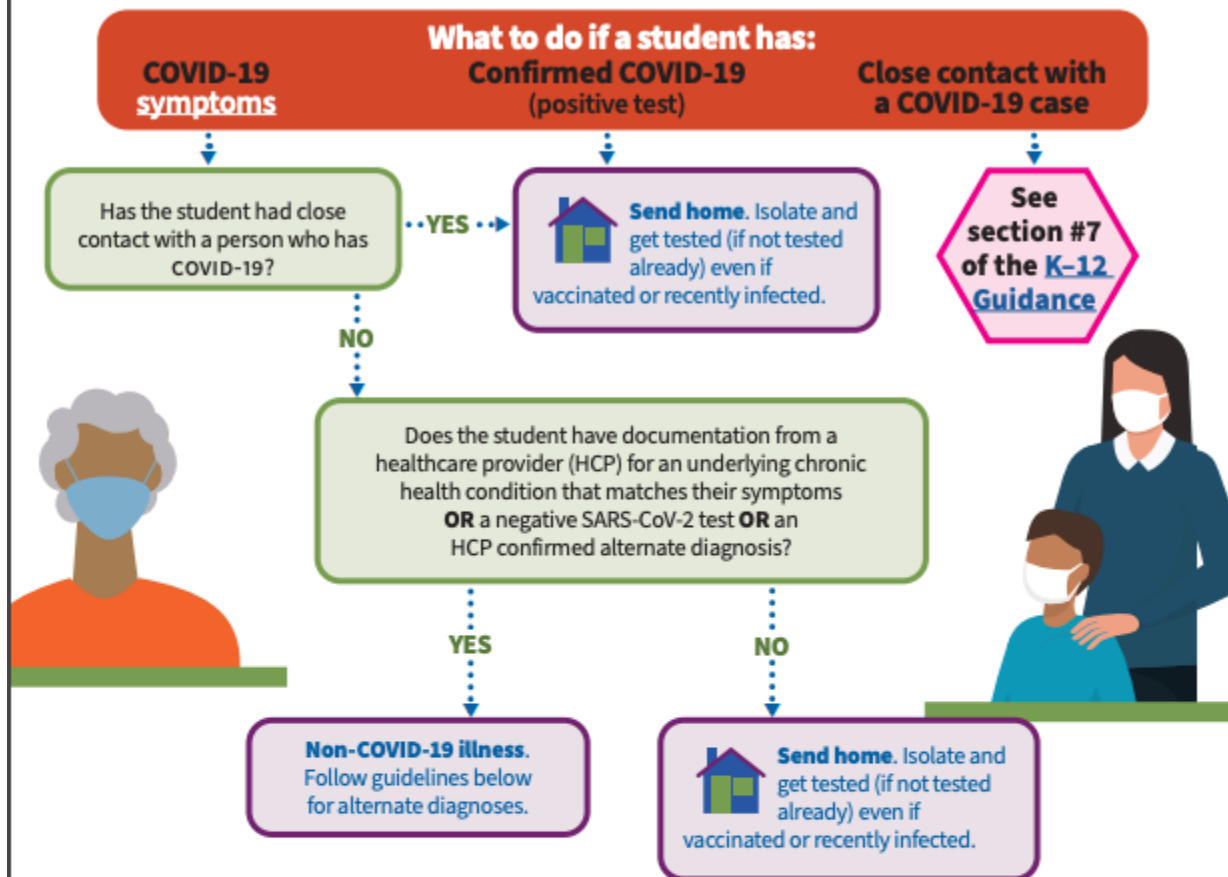 What to do if a student has:
COVID-19
symptoms
Confirmed COVID-19
(positive test)
Close contact with
a COVID-19 case
Has the student had close
contact with a person who has
COVID-19?
YES
Send home. Isolate and
get tested (if not tested
already) even if
vaccinated or recently infected.
See
section #7
of the K–12
Guidance
NO
Does the student have documentation from a
healthcare provider (HCP) for an underlying chronic
health condition that matches their symptoms
OR a negative SARS-CoV-2 test OR an
HCP confirmed alternate diagnosis?
YES
NO
Non-COVID-19 illness.
Follow guidelines below
for alternate diagnoses.
Send home. Isolate and
get tested (if not tested
already) even if
vaccinated or recently infected.